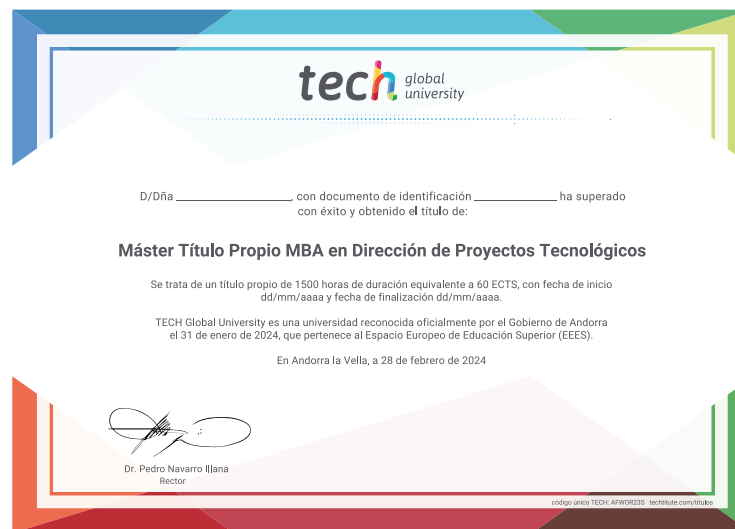 tech global
university
D/Dña ____________________, con documento de identificación ______________ ha superado
con éxito y obtenido el título de:
Máster Título Propio MBA en Dirección de Proyectos Tecnológicos
Se trata de un título propio de 1500 horas de duración equivalente a 60 ECTS, con fecha de inicio
dd/mm/aaaa y fecha de finalización dd/mm/aaaa.
TECH Global University es una universidad reconocida oficialmente por el Gobierno de Andorra
el 31 de enero de 2024, que pertenece al Espacio Europeo de Educación Superior (EEES).
En Andorra la Vella, a 28 de febrero de 2024
Dr. Pedro Navarro Illana
Rector
código único TECH: AFWOR23S techtitute.com/titulos